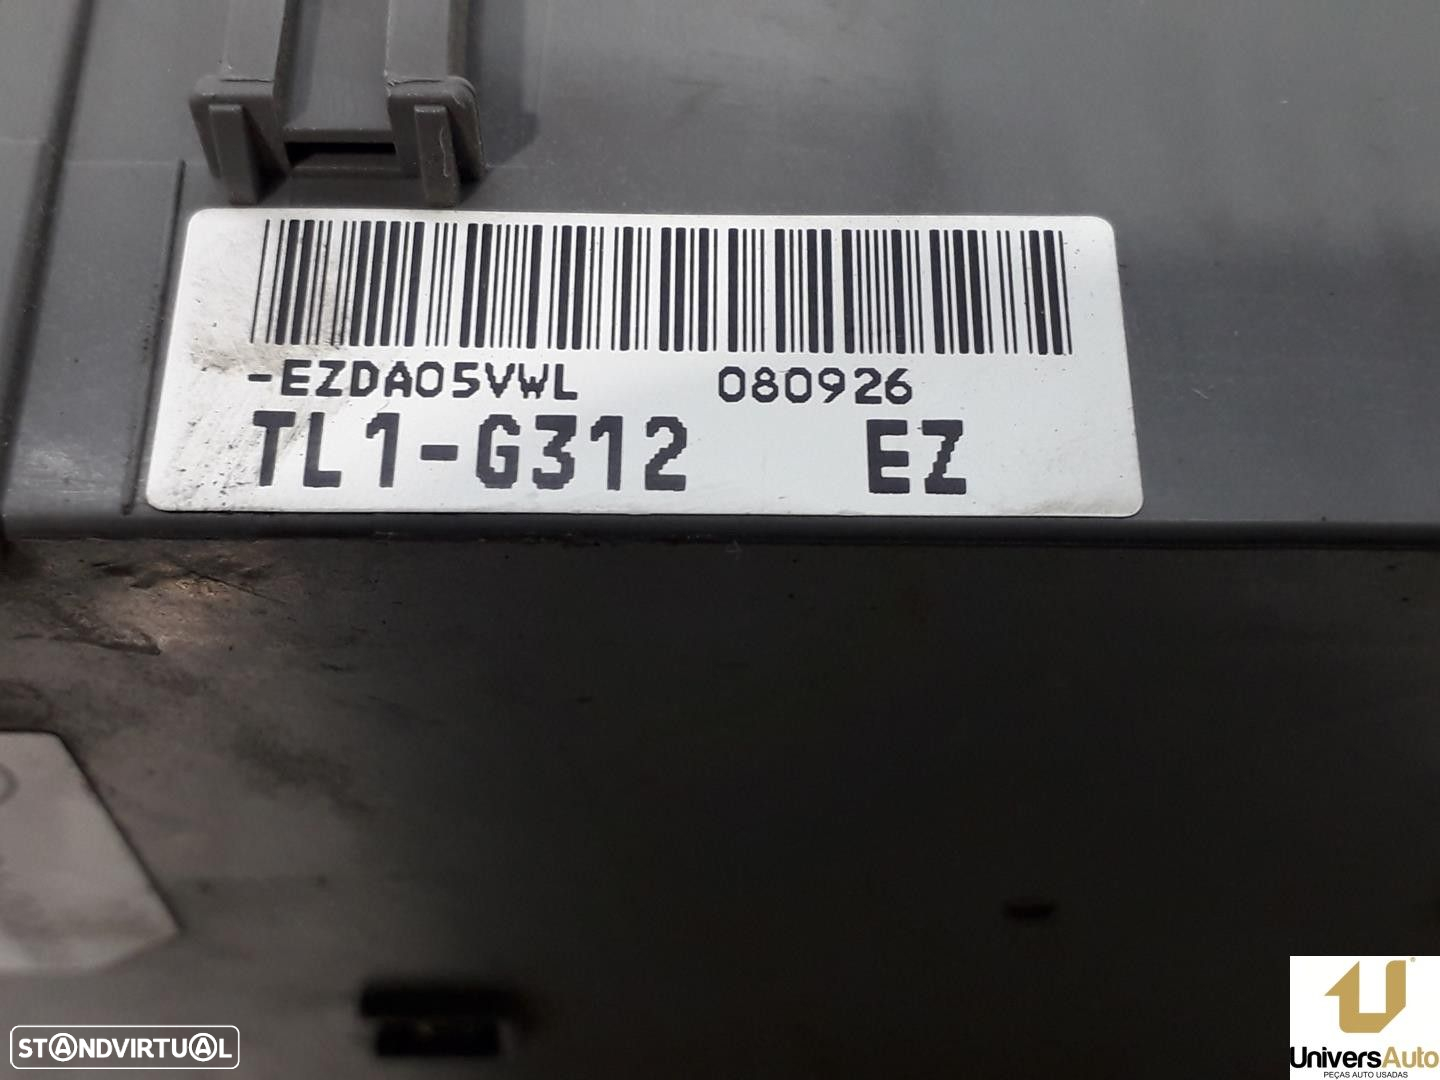 -EZDA05VWL 080926
TL1-G312 EZ
STANDVIRTUAL
UniversAuto
PEÇAS AUTO USADAS